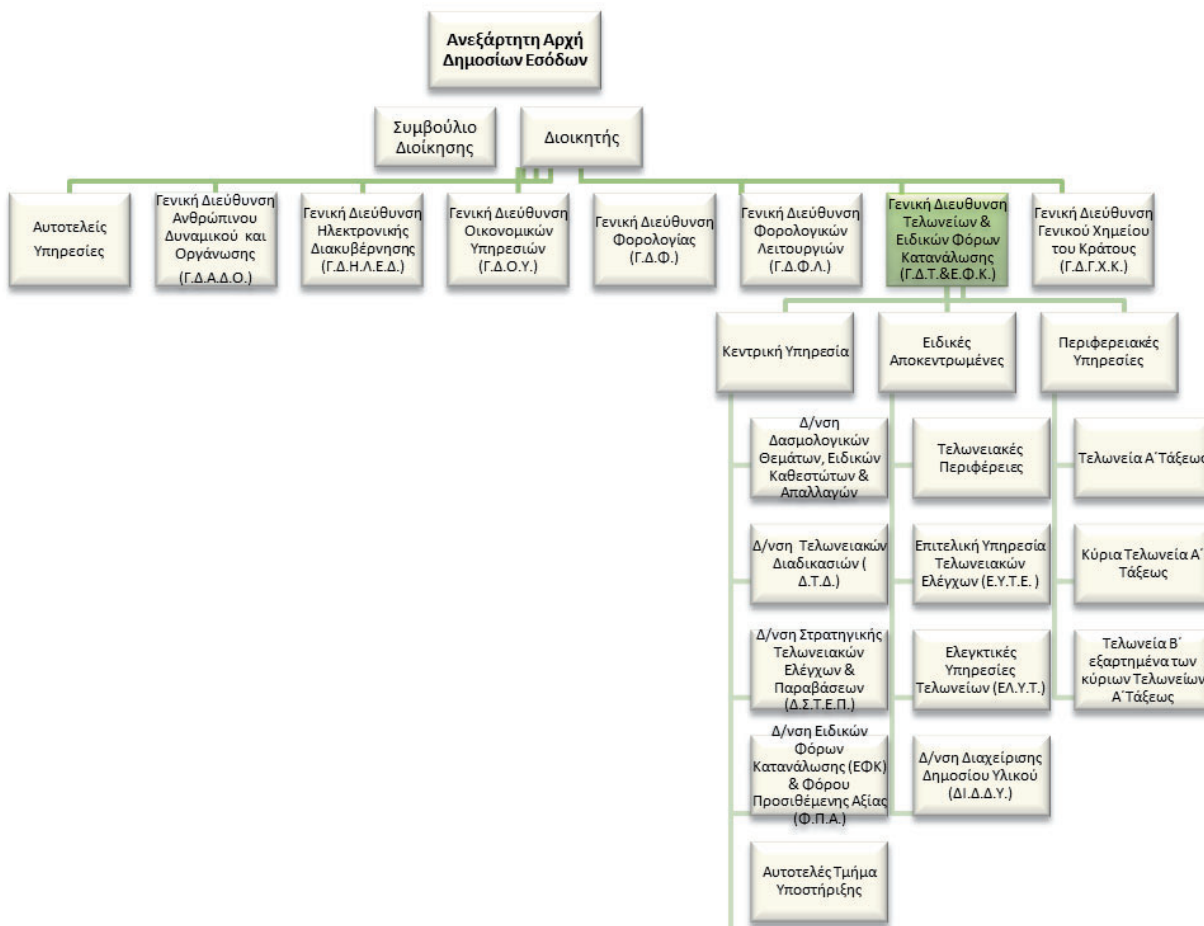 Ανεξάρτητη Αρχή
Δημοσίων Εσόδων
Συμβούλιο
Διοίκησης
Διοικητής
Αυτοτελείς
Υπηρεσίες
Γενική Διεύθυνση
Ανθρώπινου
Δυναμικού και
Οργάνωσης
(Γ.Δ.Α.Δ.Ο.)
Γενική Διεύθυνση
Ηλεκτρονικής
Διακυβέρνησης
(Γ.Δ.Η.Λ.Ε.Δ.)
Γενική Διεύθυνση
Οικονομικών
Υπηρεσιών
(Γ.Δ.Ο.Υ.)
Γενική Διεύθυνση
Φορολογίας
(Γ.Δ.Φ.)
Γενική Διεύθυνση
Φορολογικών
Λειτουργιών
(Γ.Δ.Φ.Λ.)
Γενική Διευθυνση
Τελωνείων &
Ειδικών Φόρων
Κατανάλωσης
(Γ.Δ.Τ.&Ε.Φ.Κ.)
Γενική Διεύθυνση
Γενικού Χημείου
του Κράτους
(Γ.Δ.Γ.Χ.Κ.)
Κεντρική Υπηρεσία
Ειδικές
Αποκεντρωμένες
Περιφερειακές
Υπηρεσίες
Δ/νση
Δασμολογικών
Θεμάτων, Ειδικών
Καθεστώτων &
Απαλλαγών
Τελωνειακές
Περιφέρειες
Τελωνεία Α΄Τάξεως
Δ/νση Τελωνειακών
Διαδικασιών (
Δ.Τ.Δ.)
Επιτελική Υπηρεσία
Τελωνειακών
Ελέγχων (Ε.Υ.Τ.Ε. )
Κύρια Τελωνεία Α΄
Τάξεως
Δ/νση Στρατηγικής
Τελωνειακών
Ελέγχων &
Παραβάσεων
(Δ.Σ.Τ.Ε.Π.)
Ελεγκτικές
Υπηρεσίες
Τελωνείων (ΕΛ.Υ.Τ.)
Τελωνεία Β΄
εξαρτημένα των
κύριων Τελωνείων
Α΄Τάξεως
Δ/νση Ειδικών
Φόρων
Κατανάλωσης (ΕΦΚ)
& Φόρου
Προσιθέμενης Αξίας
(Φ.Π.Α.)
Δ/νση Διαχείρισης
Δημοσίου Υλικού
(ΔΙ.Δ.Δ.Υ.)
Αυτοτελές Τμήμα
Υποστήριξης